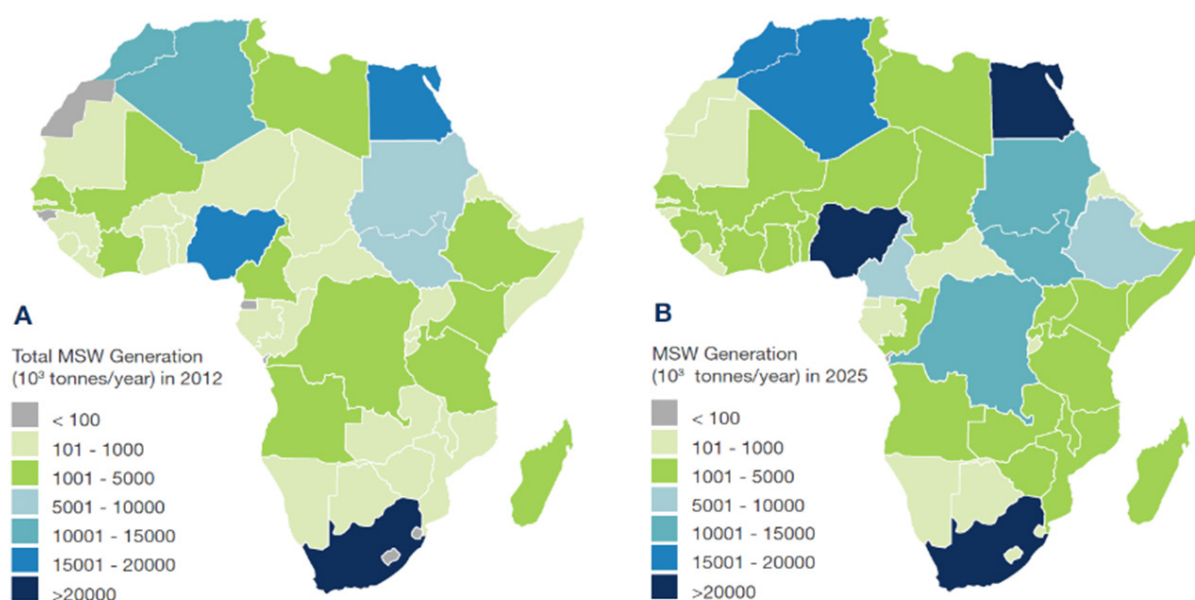 A
Total MSW Generation
(10³ tonnes/year) in 2012
< 100
101 - 1000
1001 - 5000
5001 - 10000
10001 - 15000
15001 - 20000
>20000
B
MSW Generation
(10³ tonnes/year) in 2025
< 100
101 - 1000
1001 - 5000
5001 - 10000
10001 - 15000
15001 - 20000
>20000